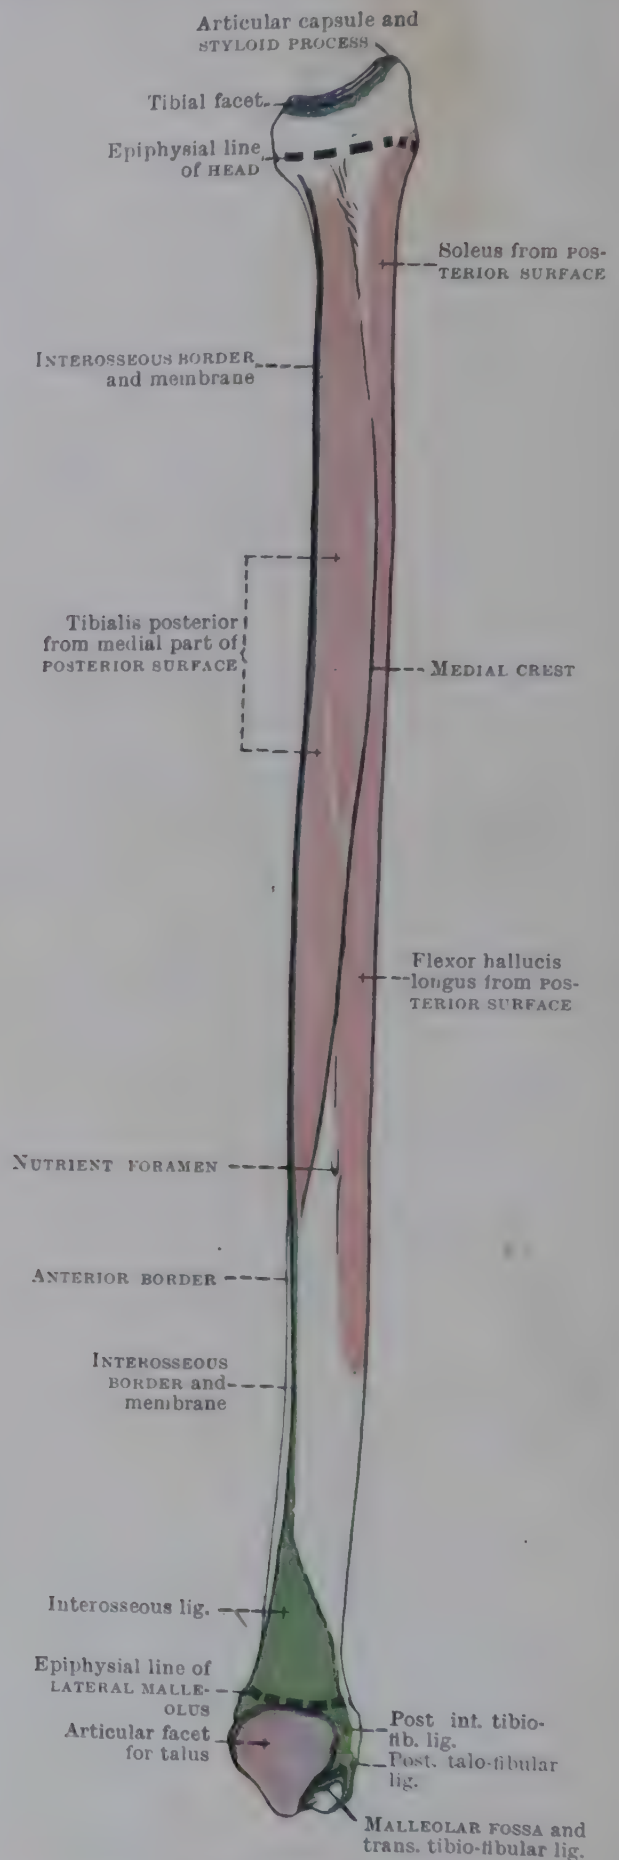 Articular capsule and
STYLOID PROCESS
Tibial facet
Epiphysial line
of HEAD
Soleus from POS-
TERIOR SURFACE
INTEROSSEOUS BORDER
and membrane
Tibialis posterior
from medial part of
POSTERIOR SURFACE
MEDIAL CREST
Flexor hallucis
longus from POS-
TERIOR SURFACE
NUTRIENT FORAMEN
ANTERIOR BORDER
INTEROSSEOUS
BORDER and
membrane
Interosseous lig.
Epiphysial line of
LATERAL MALLE-
OLUS
Articular facet
for talus
Post int. tibio-
fib. lig.
Post. talo-fibular
lig.
MALLEOLAR FOSSA and
trans. tibio-fibular lig.